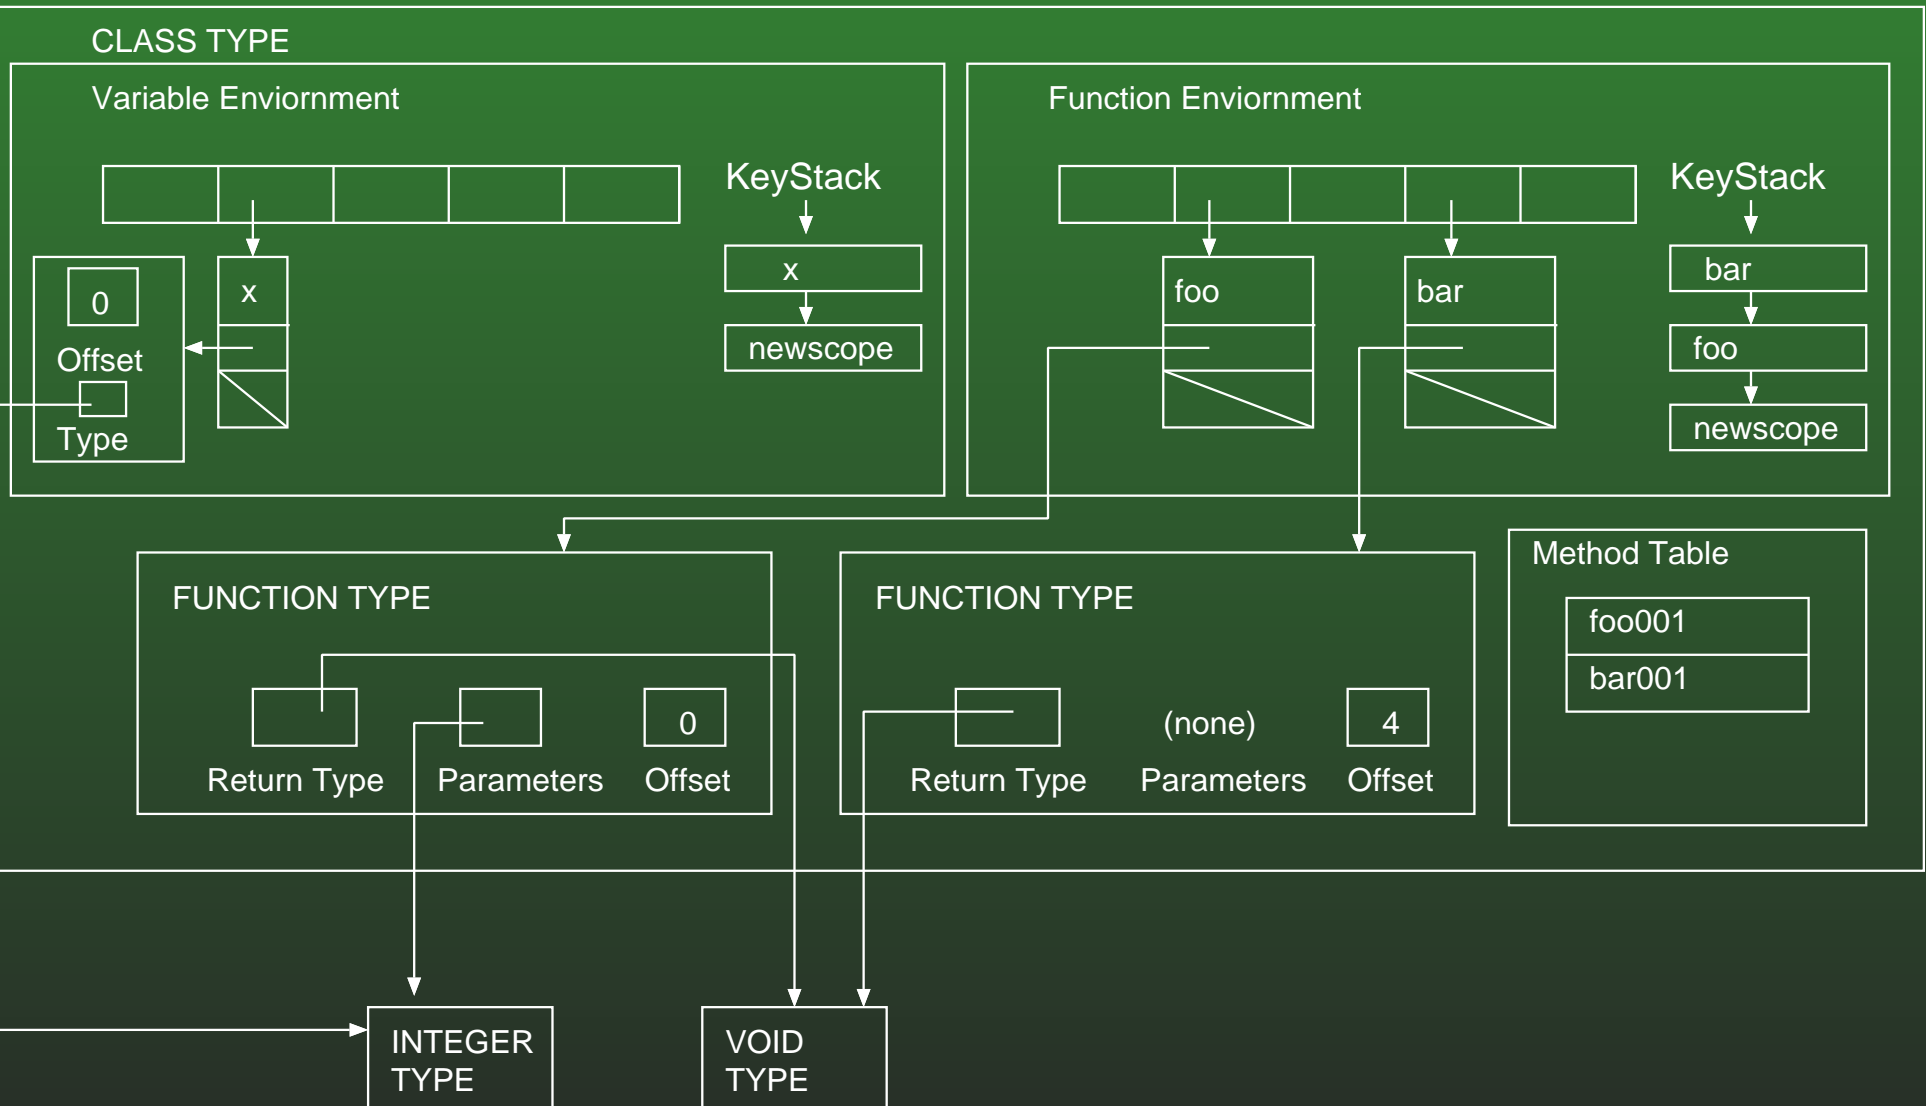 CLASS TYPE
Variable Enviornment
KeyStack
x
newscope
0
Offset
Type
x
Function Enviornment
KeyStack
foo
bar
bar
foo
newscope
FUNCTION TYPE
0
Return Type Parameters Offset
FUNCTION TYPE
(none) 4
Return Type Parameters Offset
Method Table
foo001
bar001
INTEGER
TYPE
VOID
TYPE